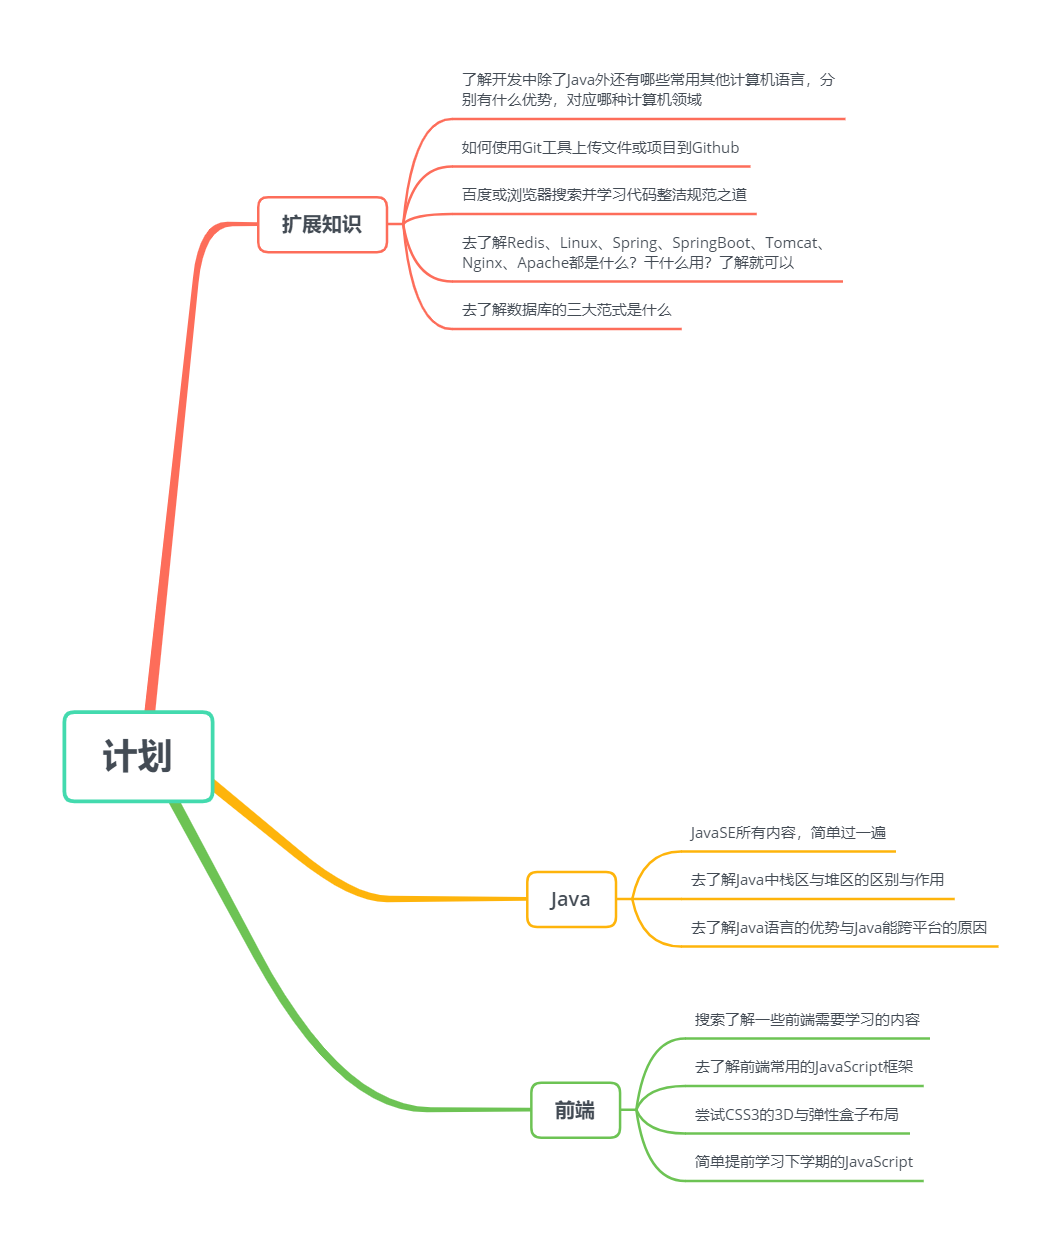 了解开发中除了Java外还有哪些常用其他计算机语言，分
别有什么优势，对应哪种计算机领域
如何使用Git工具上传文件或项目到Github
百度或浏览器搜索并学习代码整洁规范之道
扩展知识
去了解Redis、Linux、Spring、SpringBoot、Tomcat、
Nginx、Apache都是什么？干什么用？了解就可以
去了解数据库的三大范式是什么
计划
JavaSE所有内容，简单过一遍
去了解Java中栈区与堆区的区别与作用
Java
去了解Java语言的优势与Java能跨平台的原因
搜索了解一些前端需要学习的内容
去了解前端常用的JavaScript框架
前端
尝试CSS3的3D与弹性盒子布局
简单提前学习下学期的JavaScript